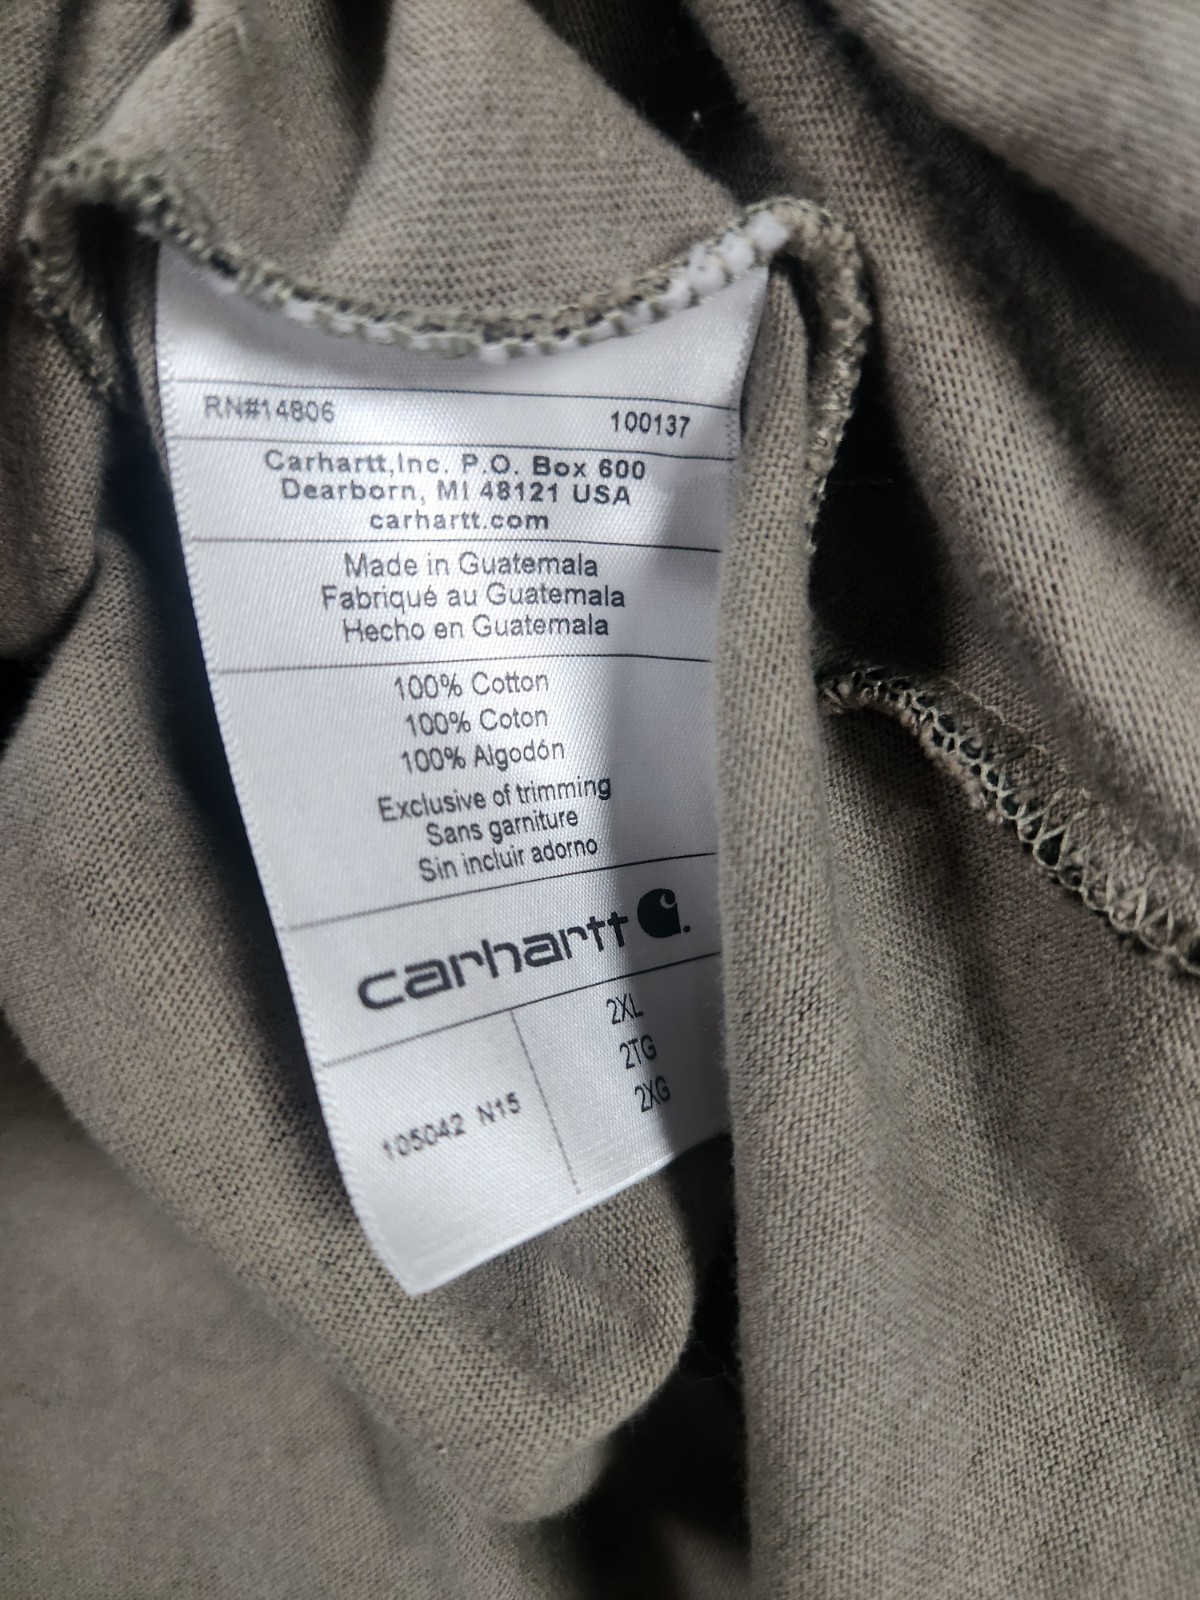 RN#14806 100137
Carhartt,Inc. P.O. Box 600
Dearborn, MI 48121 USA
carhartt.com
Made in Guatemala
Fabriqué au Guatemala
Hecho en Guatemala
100% Cotton
100% Coton
100% Algodón
Exclusive of trimming
Sans garniture
Sin incluir adorno
carhartt
2XL
2TG
105042 N15
2XG